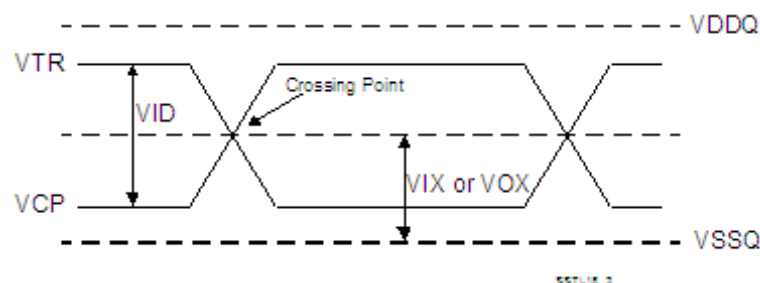 VDDQ
VTR
Crossing Point
VID
VIX or VOX
VCP
VSSQ